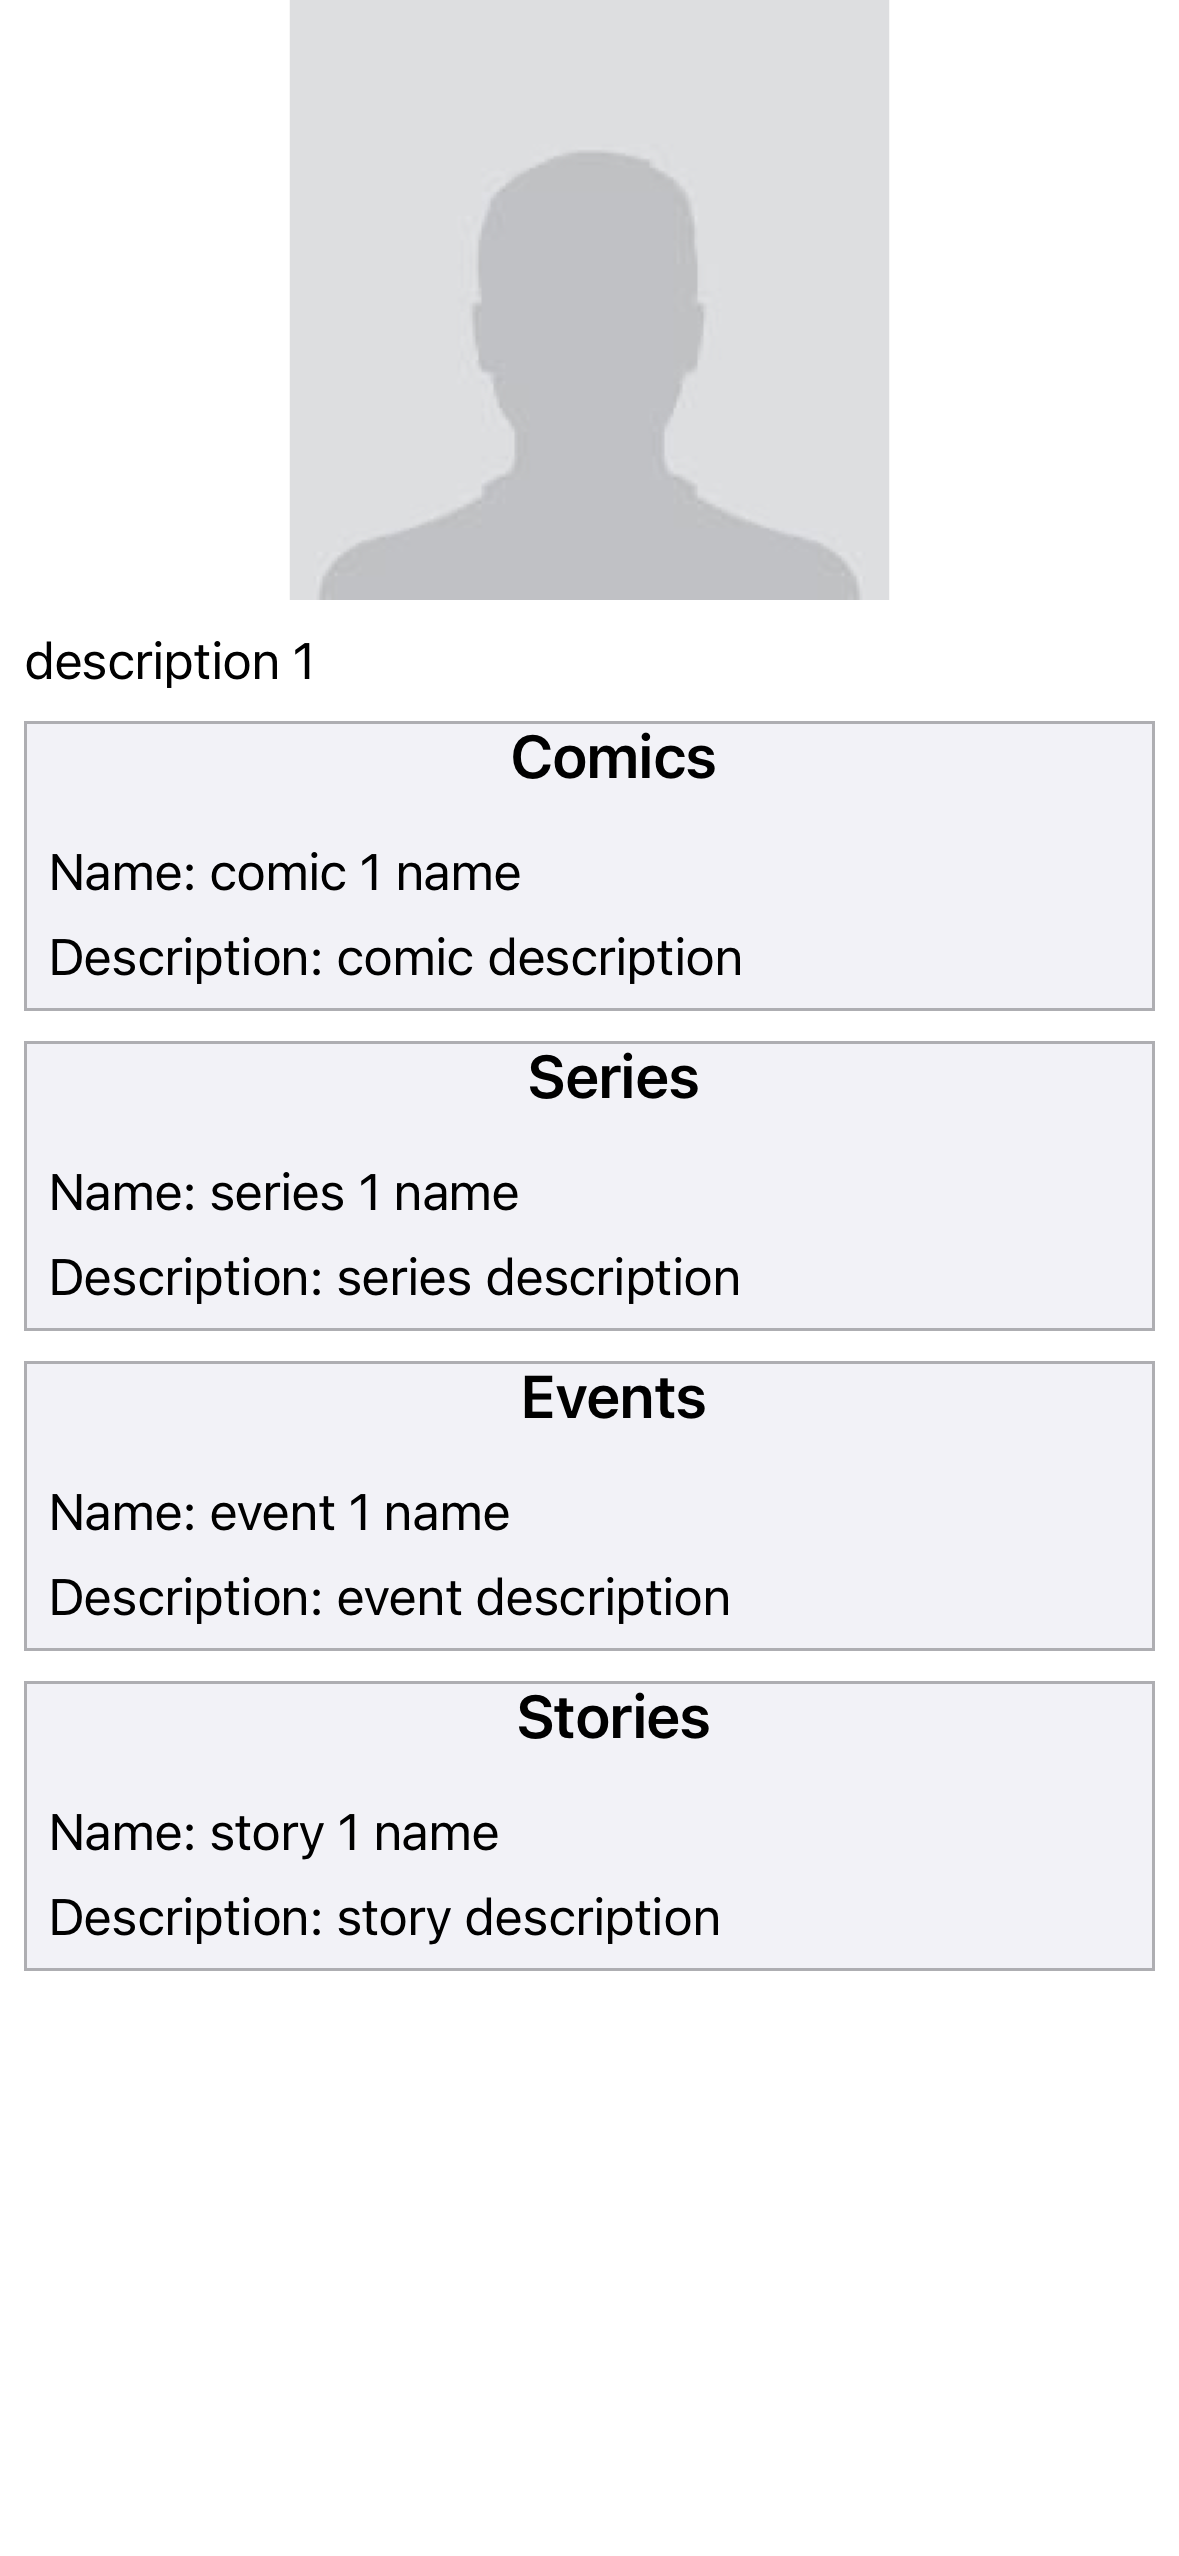 description 1
Comics
Name: comic 1 name
Description: comic description
Series
Name: series 1 name
Description: series description
Events
Name: event 1 name
Description: event description
Stories
Name: story 1 name
Description: story description